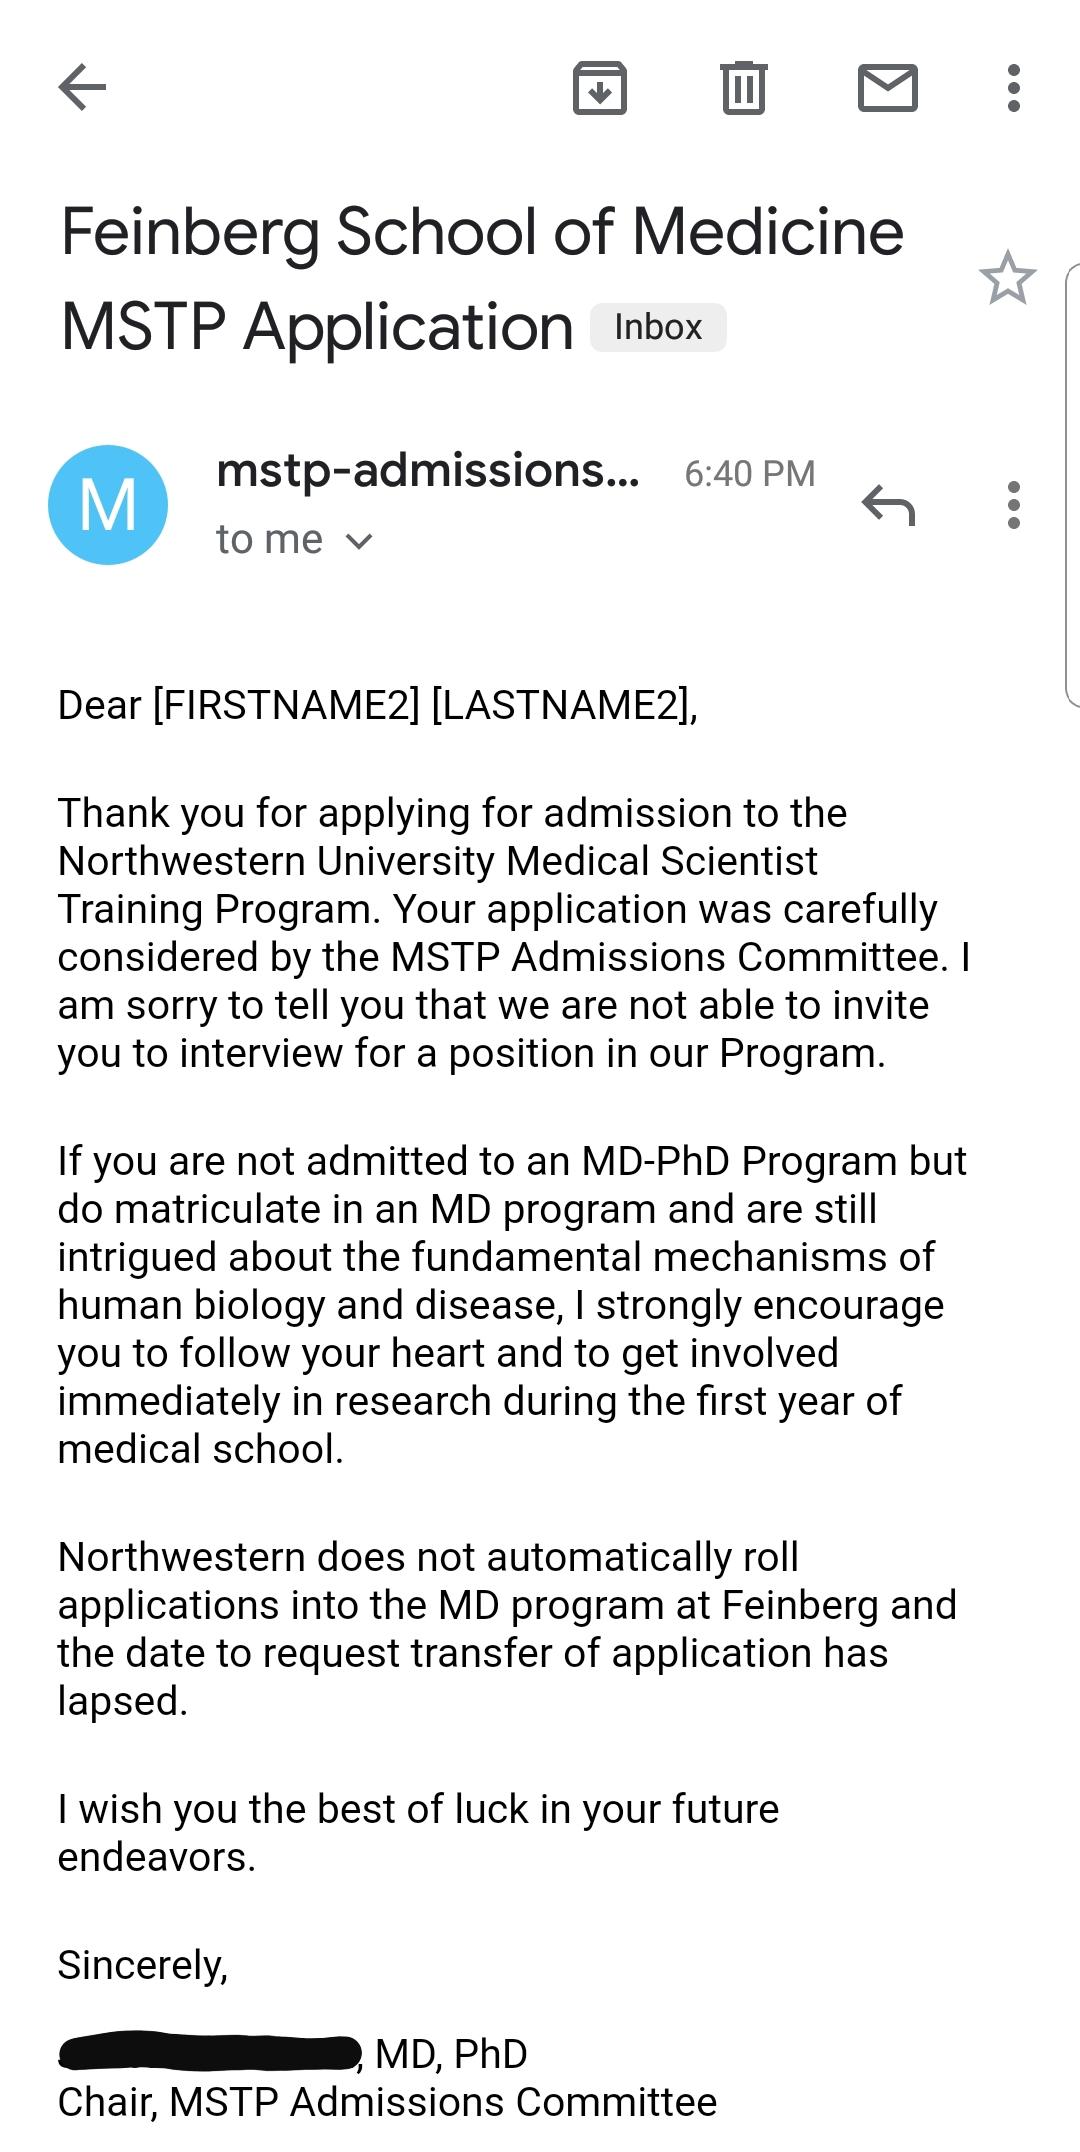 Feinberg School of Medicine
MSTP Application Inbox
M
mstp-admissions... 6:40 PM
to me
Dear [FIRSTNAME2] [LASTNAME2],
Thank you for applying for admission to the
Northwestern University Medical Scientist
Training Program. Your application was carefully
considered by the MSTP Admissions Committee. I
am sorry to tell you that we are not able to invite
you to interview for a position in our Program.
If you are not admitted to an MD-PhD Program but
do matriculate in an MD program and are still
intrigued about the fundamental mechanisms of
human biology and disease, I strongly encourage
you to follow your heart and to get involved
immediately in research during the first year of
medical school.
Northwestern does not automatically roll
applications into the MD program at Feinberg and
the date to request transfer of application has
lapsed.
I wish you the best of luck in your future
endeavors.
Sincerely,
, MD, PhD
Chair, MSTP Admissions Committee